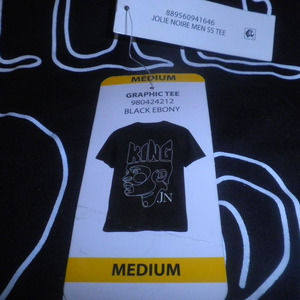 889560941646
JOLIE NOIRE MEN SS TEE
MEDIUM
GRAPHIC TEE
980424212
BLACK EBONY
KING
JN
MEDIUM